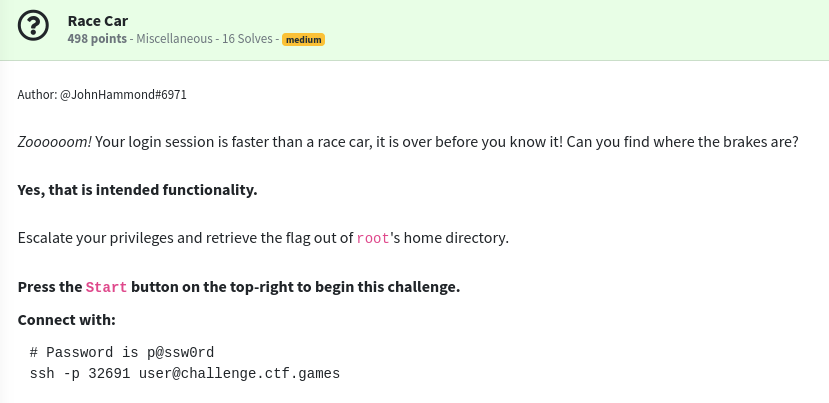 Race Car
498 points - Miscellaneous - 16 Solves - medium
Author: @JohnHammond#6971
Zoooooom! Your login session is faster than a race car, it is over before you know it! Can you find where the brakes are?
Yes, that is intended functionality.
Escalate your privileges and retrieve the flag out of root's home directory.
Press the Start button on the top-right to begin this challenge.
Connect with:
# Password is p@ssw0rd
ssh -p 32691 user@challenge.ctf.games